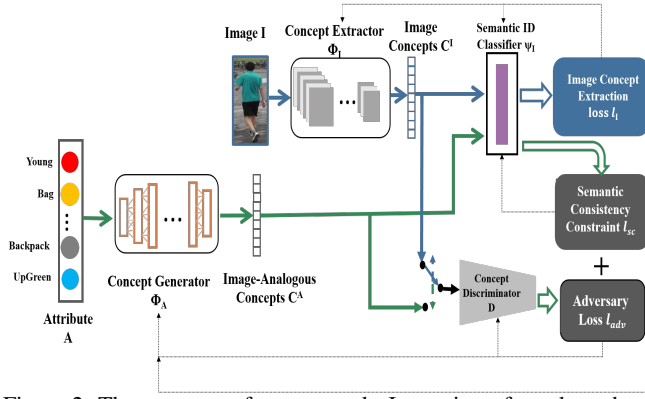 Image I
Concept Extractor
Φ_I
Image
Concepts C^I
Semantic ID
Classifier ψ_I
Image Concept
Extraction
loss l_I
Young
Bag
Backpack
UpGreen
Attribute
A
Concept Generator
Φ_A
Image-Analogous
Concepts C^A
Semantic
Consistency
Constraint l_sc
+
Concept
Discriminator
D
Adversary
Loss l_adv